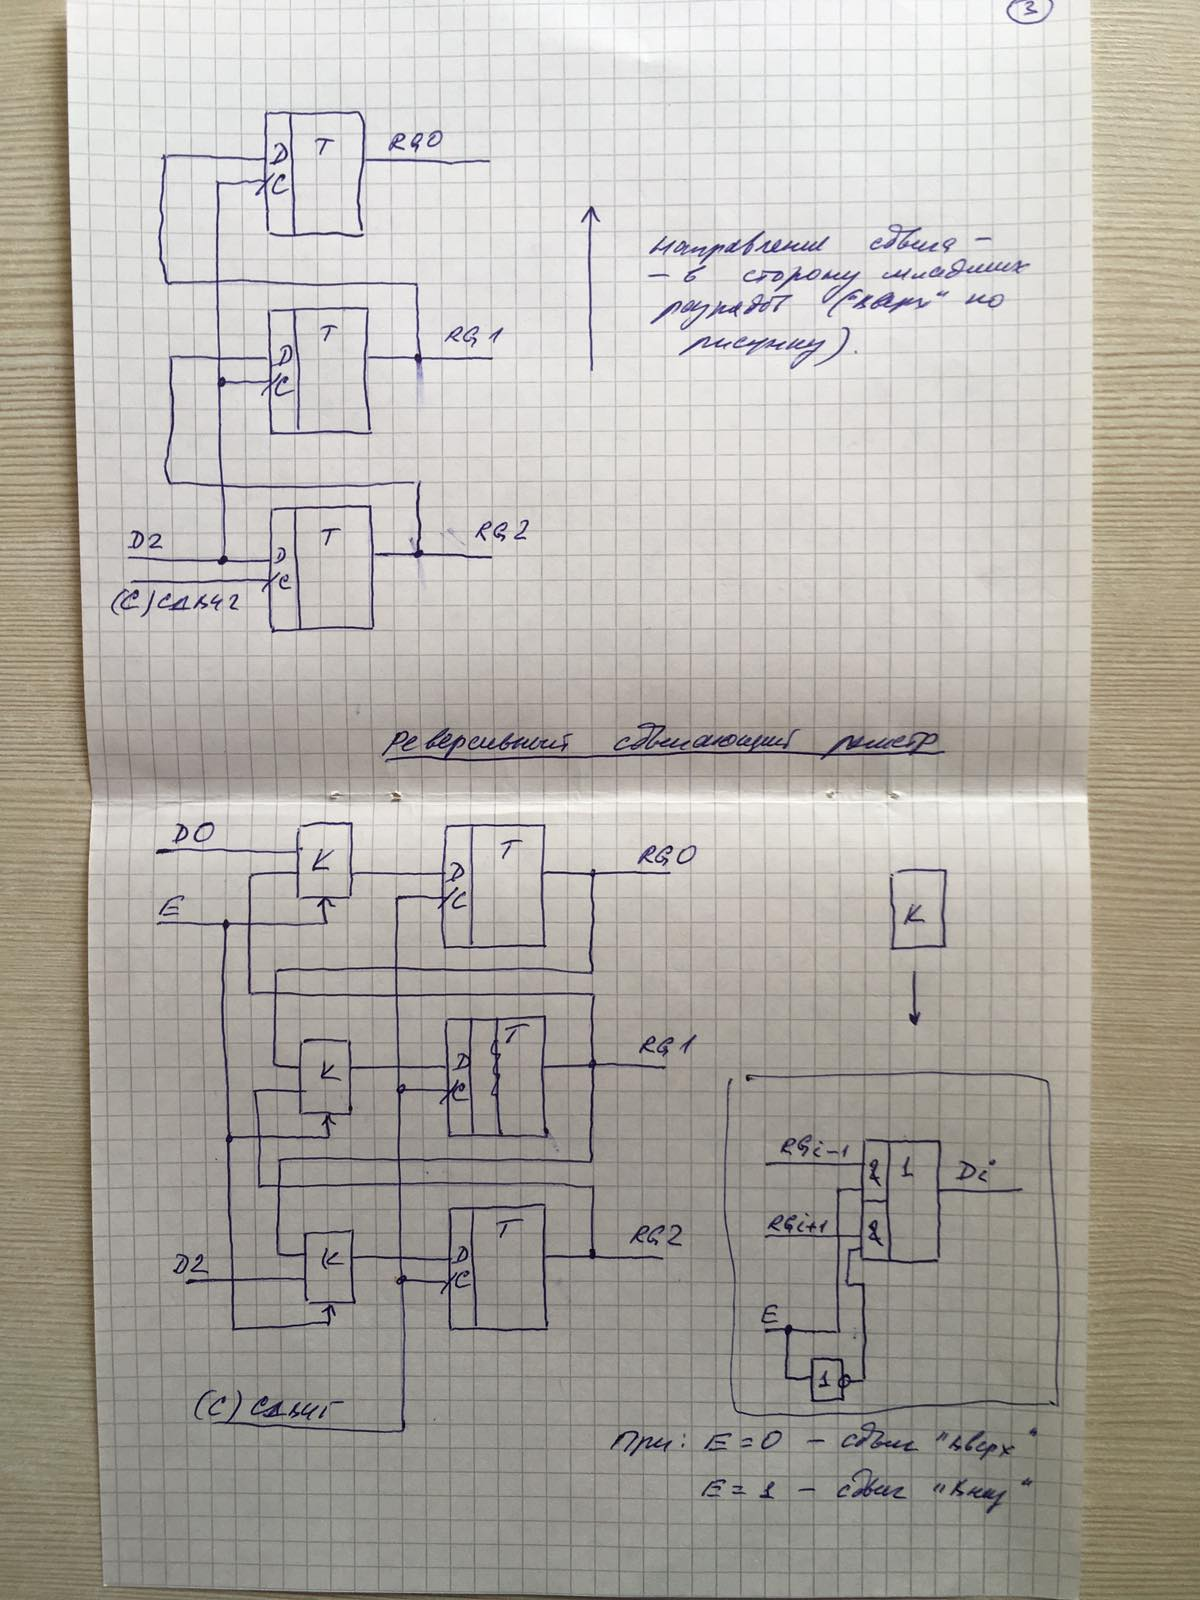 3
D T
C
RG0
Направление сдвига –
– в сторону младших
разрядов ("вверх" по
рисунку).
T
D
C
RG1
D2
T
D
C
RG2
(C) СДВИГ
Реверсивный сдвигающий регистр
D0
K
T
D
C
RG0
E
K
K
T
D
C
RG1
RGi-1
& 1
Di
RGi+1
&
D2
K
T
D
C
RG2
E
1
(C) СДВИГ
При: E = 0 – сдвиг "вверх"
E = 1 – сдвиг "вниз"